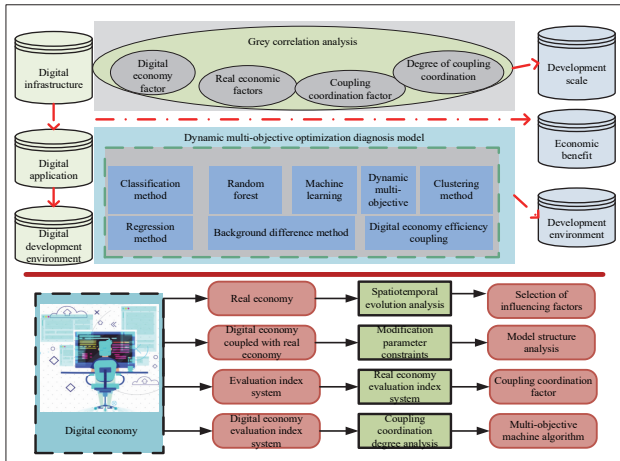 Grey correlation analysis
Digital
infrastructure
Digital
economy
factor
Real economic
factors
Coupling
coordination factor
Degree of coupling
coordination
Development
scale
Digital
application
Economic
benefit
Dynamic multi-objective optimization diagnosis model
Classification
method
Random
forest
Machine
learning
Dynamic
multi-
objective
Clustering
method
Regression
method
Background difference method
Digital economy efficiency
coupling
Digital development
environment
Development
environment
Real economy
Spatiotemporal
evolution analysis
Selection of
influencing factors
Digital economy
coupled with real
economy
Modification
parameter
constraints
Model structure
analysis
Evaluation index
system
Real economy
evaluation index
system
Coupling coordination
factor
Digital economy
Digital economy
evaluation index
system
Coupling
coordination
degree analysis
Multi-objective
machine algorithm